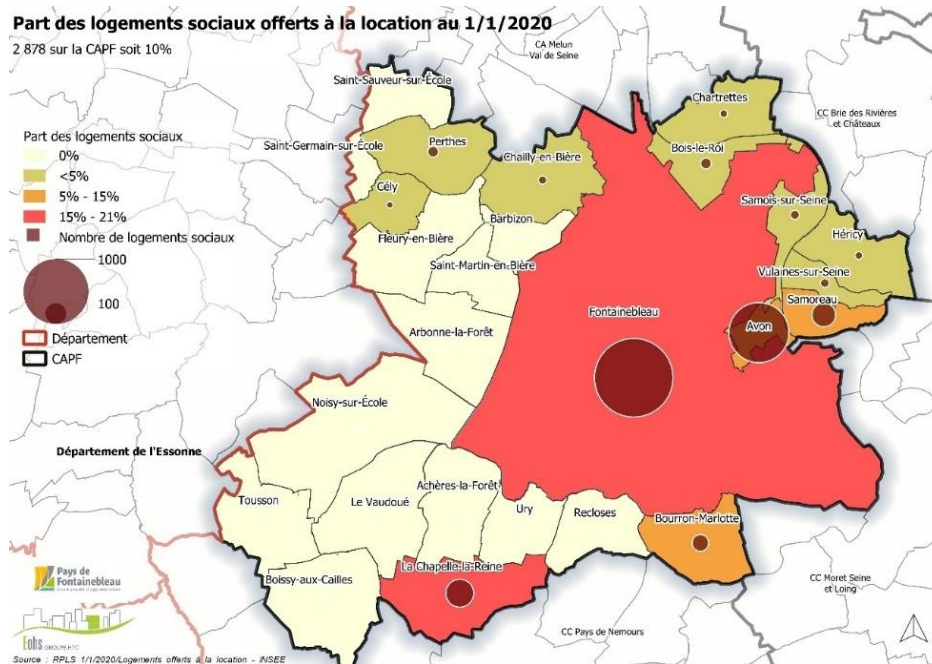 Part des logements sociaux offerts à la location au 1/1/2020
2 878 sur la CAPF soit 10%
CA Melun
Val de Seine
Saint-Sauveur-sur-École
Chartrettes
CC Brie des Rivières
et Châteaux
Part des logements sociaux
0%
<5%
5% - 15%
15% - 21%
Nombre de logements sociaux
1000
100
Département
CAPF
Saint-Germain-sur-École
Perthes
Chailly-en-Bière
Bois-le-Roi
Cély
Samois-sur-Seine
Barbizon
Fleury-en-Bière
Héricy
Saint-Martin-en-Bière
Vulaines-sur-Seine
Samoreau
Fontainebleau
Avon
Arbonne-la-Forêt
Noisy-sur-École
Département de l'Essonne
Achères-la-Forêt
Tousson
Le Vaudoué
Ury
Recloses
Bourron-Marlotte
La Chapelle-la-Reine
Boissy-aux-Cailles
CC Moret Seine
et Loing
CC Pays de Nemours
Pays de
Fontainebleau
Eohs GROUPE HTC
Source : RPLS 1/1/2020/Logements offerts à la location - INSEE